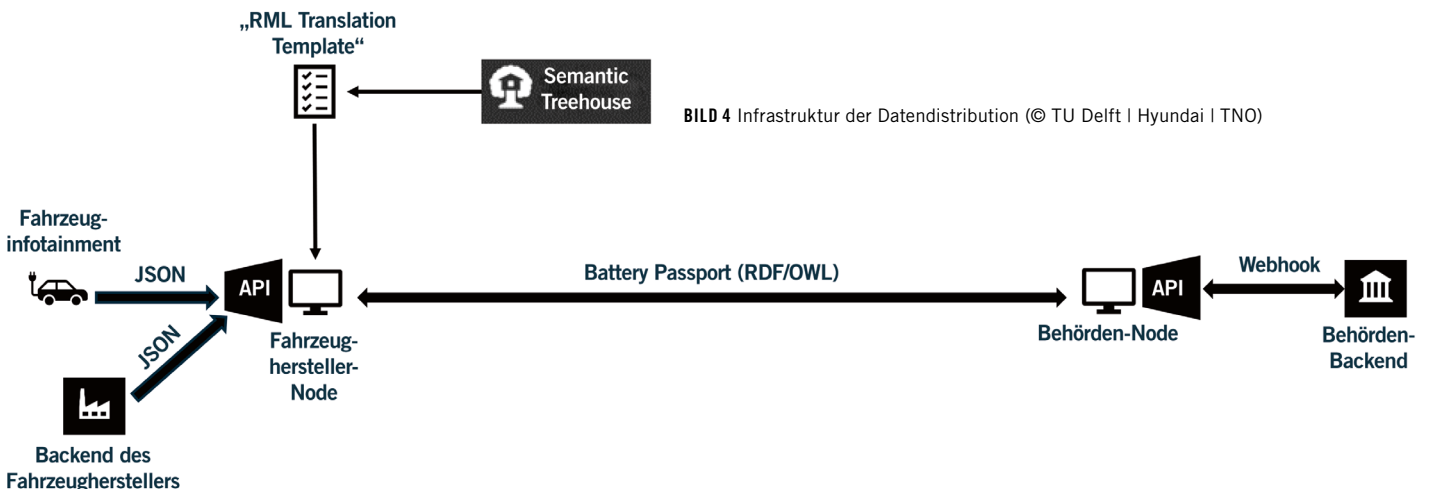 „RML Translation
Template“
Semantic
Treehouse
BILD 4 Infrastruktur der Datendistribution (© TU Delft | Hyundai | TNO)
Fahrzeug-
infotainment
JSON
API
JSON
Fahrzeug-
hersteller-
Node
Backend des
Fahrzeugherstellers
Battery Passport (RDF/OWL)
API
Behörden-Node
Webhook
Behörden-
Backend